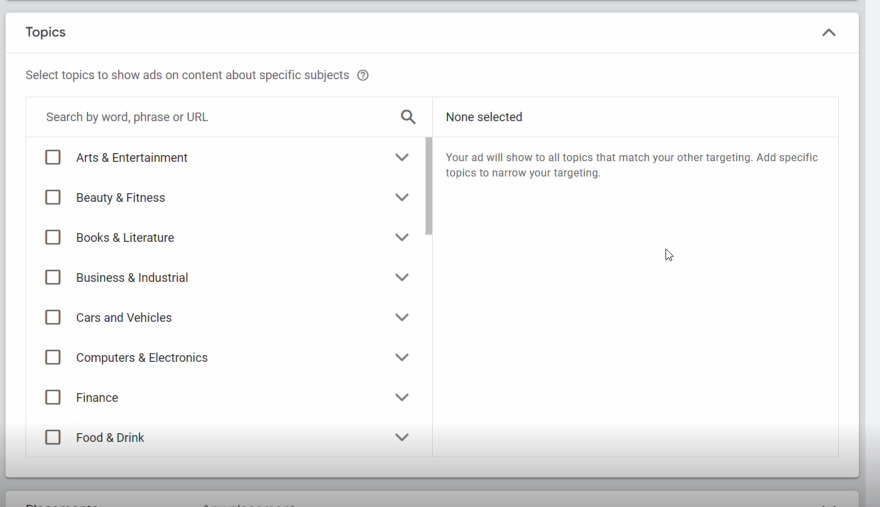 Topics
Select topics to show ads on content about specific subjects
Search by word, phrase or URL
None selected
Arts & Entertainment
Your ad will show to all topics that match your other targeting. Add specific
topics to narrow your targeting.
Beauty & Fitness
Books & Literature
Business & Industrial
Cars and Vehicles
Computers & Electronics
Finance
Food & Drink